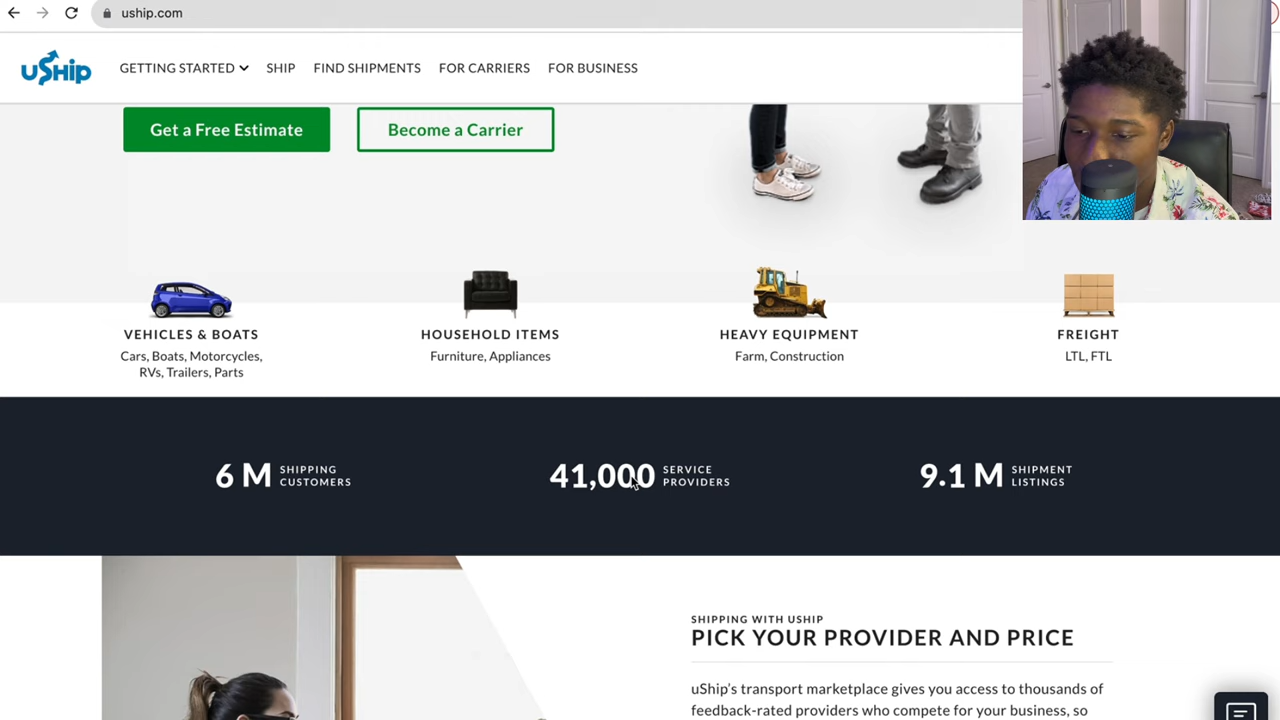 uship.com
uShip
GETTING STARTED SHIP FIND SHIPMENTS FOR CARRIERS FOR BUSINESS
Get a Free Estimate Become a Carrier
VEHICLES & BOATS HOUSEHOLD ITEMS HEAVY EQUIPMENT FREIGHT
Cars, Boats, Motorcycles, Furniture, Appliances Farm, Construction LTL, FTL
RVs, Trailers, Parts
6 M SHIPPING CUSTOMERS 41,000 SERVICE PROVIDERS 9.1 M SHIPMENT LISTINGS
SHIPPING WITH USHIP
PICK YOUR PROVIDER AND PRICE
uShip's transport marketplace gives you access to thousands of
feedback-rated providers who compete for your business, so